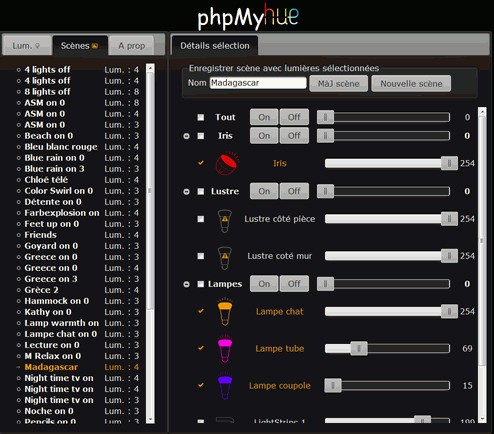 phpMyhue
Lum.
Scènes
A prop
Détails sélection
4 lights off Lum. : 4
4 lights off Lum. : 4
8 lights off Lum. : 8
ASM on 0 Lum. : 8
ASM on 0 Lum. : 4
ASM on 0 Lum. : 3
Beach on 0 Lum. : 3
Bleu blanc rouge Lum. : 4
Blue rain on 0 Lum. : 4
Blue rain on 3 Lum. : 3
Chloé télé Lum. : 4
Color Swirl on 0 Lum. : 3
Détente on 0 Lum. : 3
Farbexplosion on Lum. : 4
Feet up on 0 Lum. : 3
Friends Lum. : 4
Goyard on 0 Lum. : 3
Greece on 0 Lum. : 3
Greece on 0 Lum. : 4
Greece on 3 Lum. : 3
Grèce 2 Lum. : 4
Hammock on 0 Lum. : 3
Kathy on 0 Lum. : 3
Lamp warmth on Lum. : 3
Lampe chat on 0 Lum. : 3
Lecture on 0 Lum. : 3
M Relax on 0 Lum. : 3
Madagascar Lum. : 4
Night time tv on Lum. : 4
Night time tv on Lum. : 4
Night time tv on Lum. : 3
Noche on 0 Lum. : 3
Pencils on 0 Lum. : 3
Enregistrer scène avec lumières sélectionnées
Nom Madagascar MàJ scène Nouvelle scène
Tout On Off 0
Iris On Off 0
Iris 254
Lustre On Off 0
Lustre côté pièce 254
Lustre coté mur 254
Lampes On Off 0
Lampe chat 254
Lampe tube 69
Lampe coupole 15
LightStrips 1 199